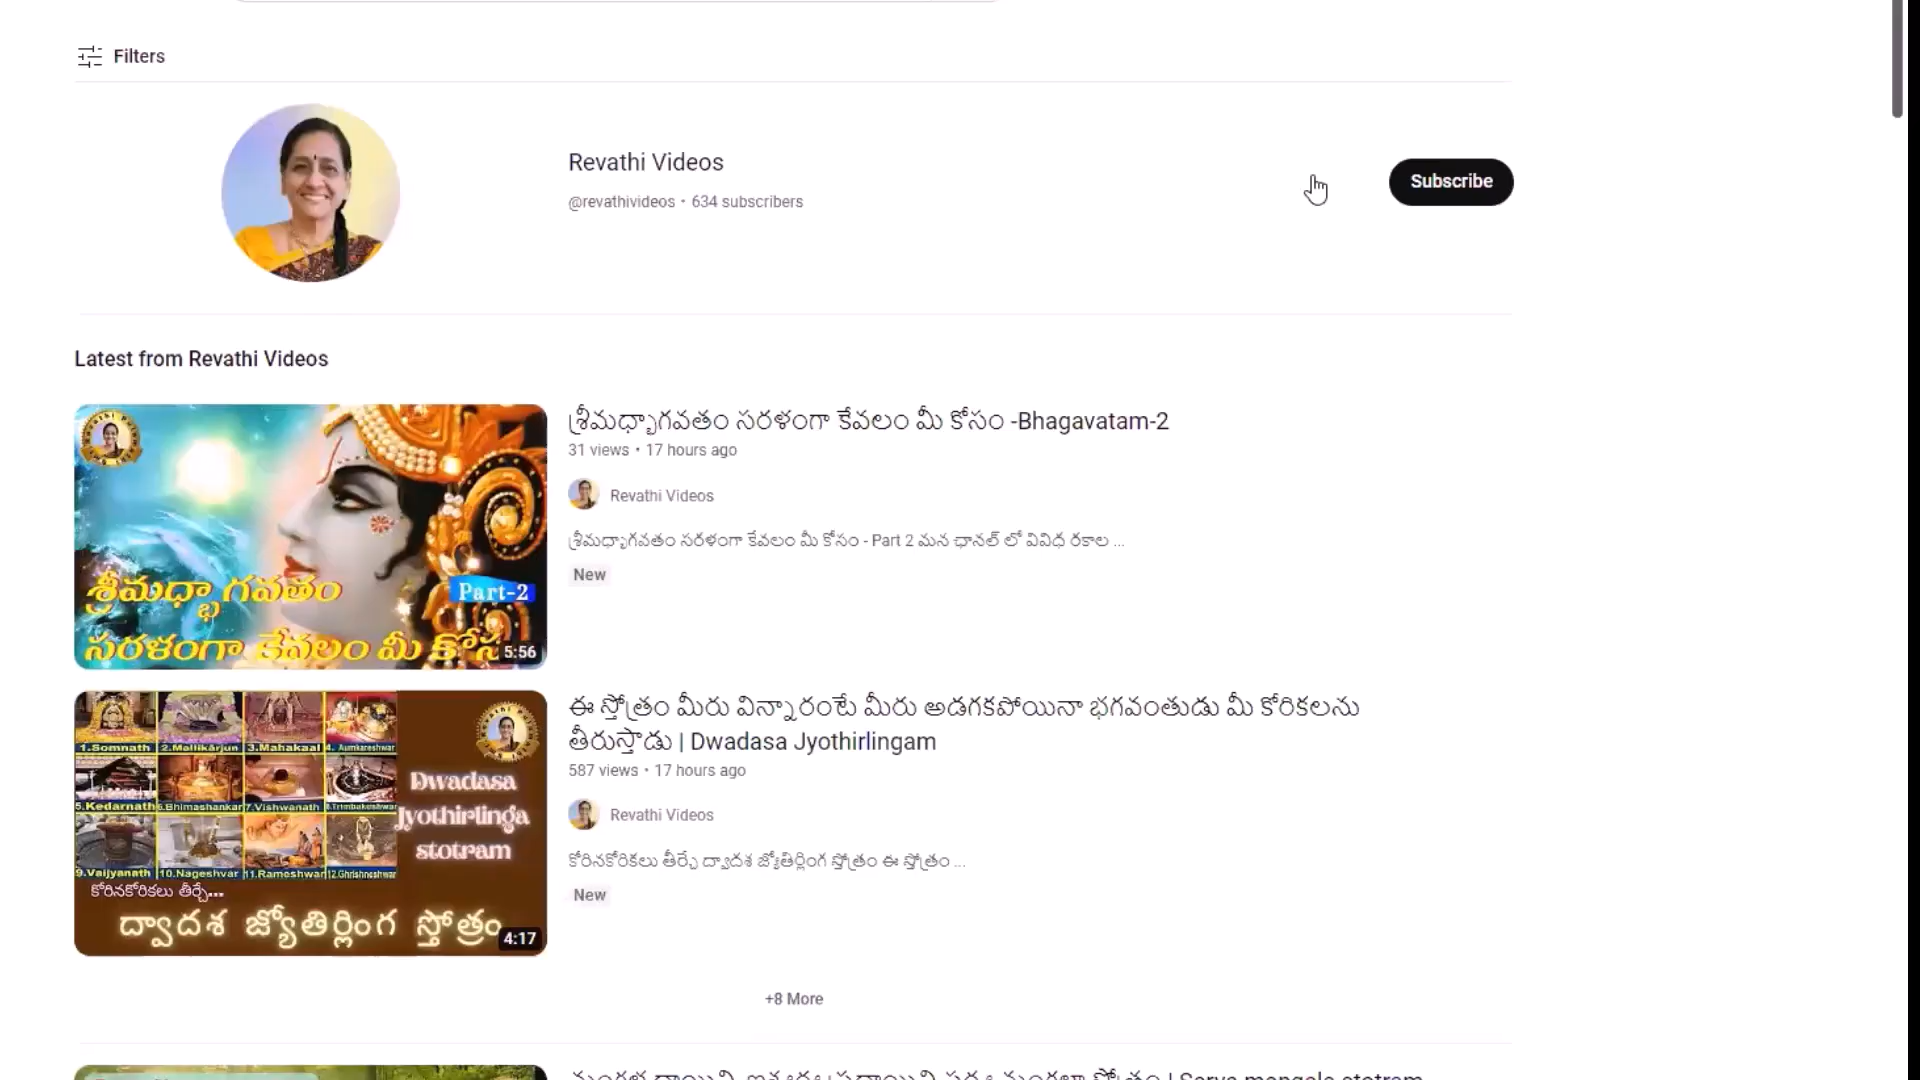 Filters
Revathi Videos
@revathivideos • 634 subscribers
Subscribe
Latest from Revathi Videos
శ్రీమద్భాగవతం సరళంగా కేవలం మీ కోసం -Bhagavatam-2
31 views • 17 hours ago
Revathi Videos
శ్రీమద్భాగవతం సరళంగా కేవలం మీ కోసం - Part 2 మన ఛానల్ లో వివిధ రకాల ...
New
శ్రీమద్భాగవతం
Part-2
సరళంగా కేవలం మీ కోసం
5:56
ఈ స్తోత్రం మీరు విన్నారంటే మీరు అడగకపోయినా భగవంతుడు మీ కోరికలను
తీరుస్తాడు | Dwadasa Jyothirlingam
587 views • 17 hours ago
Revathi Videos
కోరినకోరికలు తీర్చే ద్వాదశ జ్యోతిర్లింగ స్తోత్రం ఈ స్తోత్రం ...
New
1.Somnath 2.Mallikarjun 3.Mahakaal 4. Aumkareshwar
5.Kedarnath 6.Bhimashankar 7.Vishwanath 8.Trimbakeshwar
9.Vaijyanath 10.Nageshvar 11.Rameshwar 12.Ghrishneshwar
Dwadasa
Jyothirlinga
stotram
కోరినకోరికలు తీర్చే...
ద్వాదశ జ్యోతిర్లింగ స్తోత్రం
4:17
+8 More
| Sarva mangala stotram